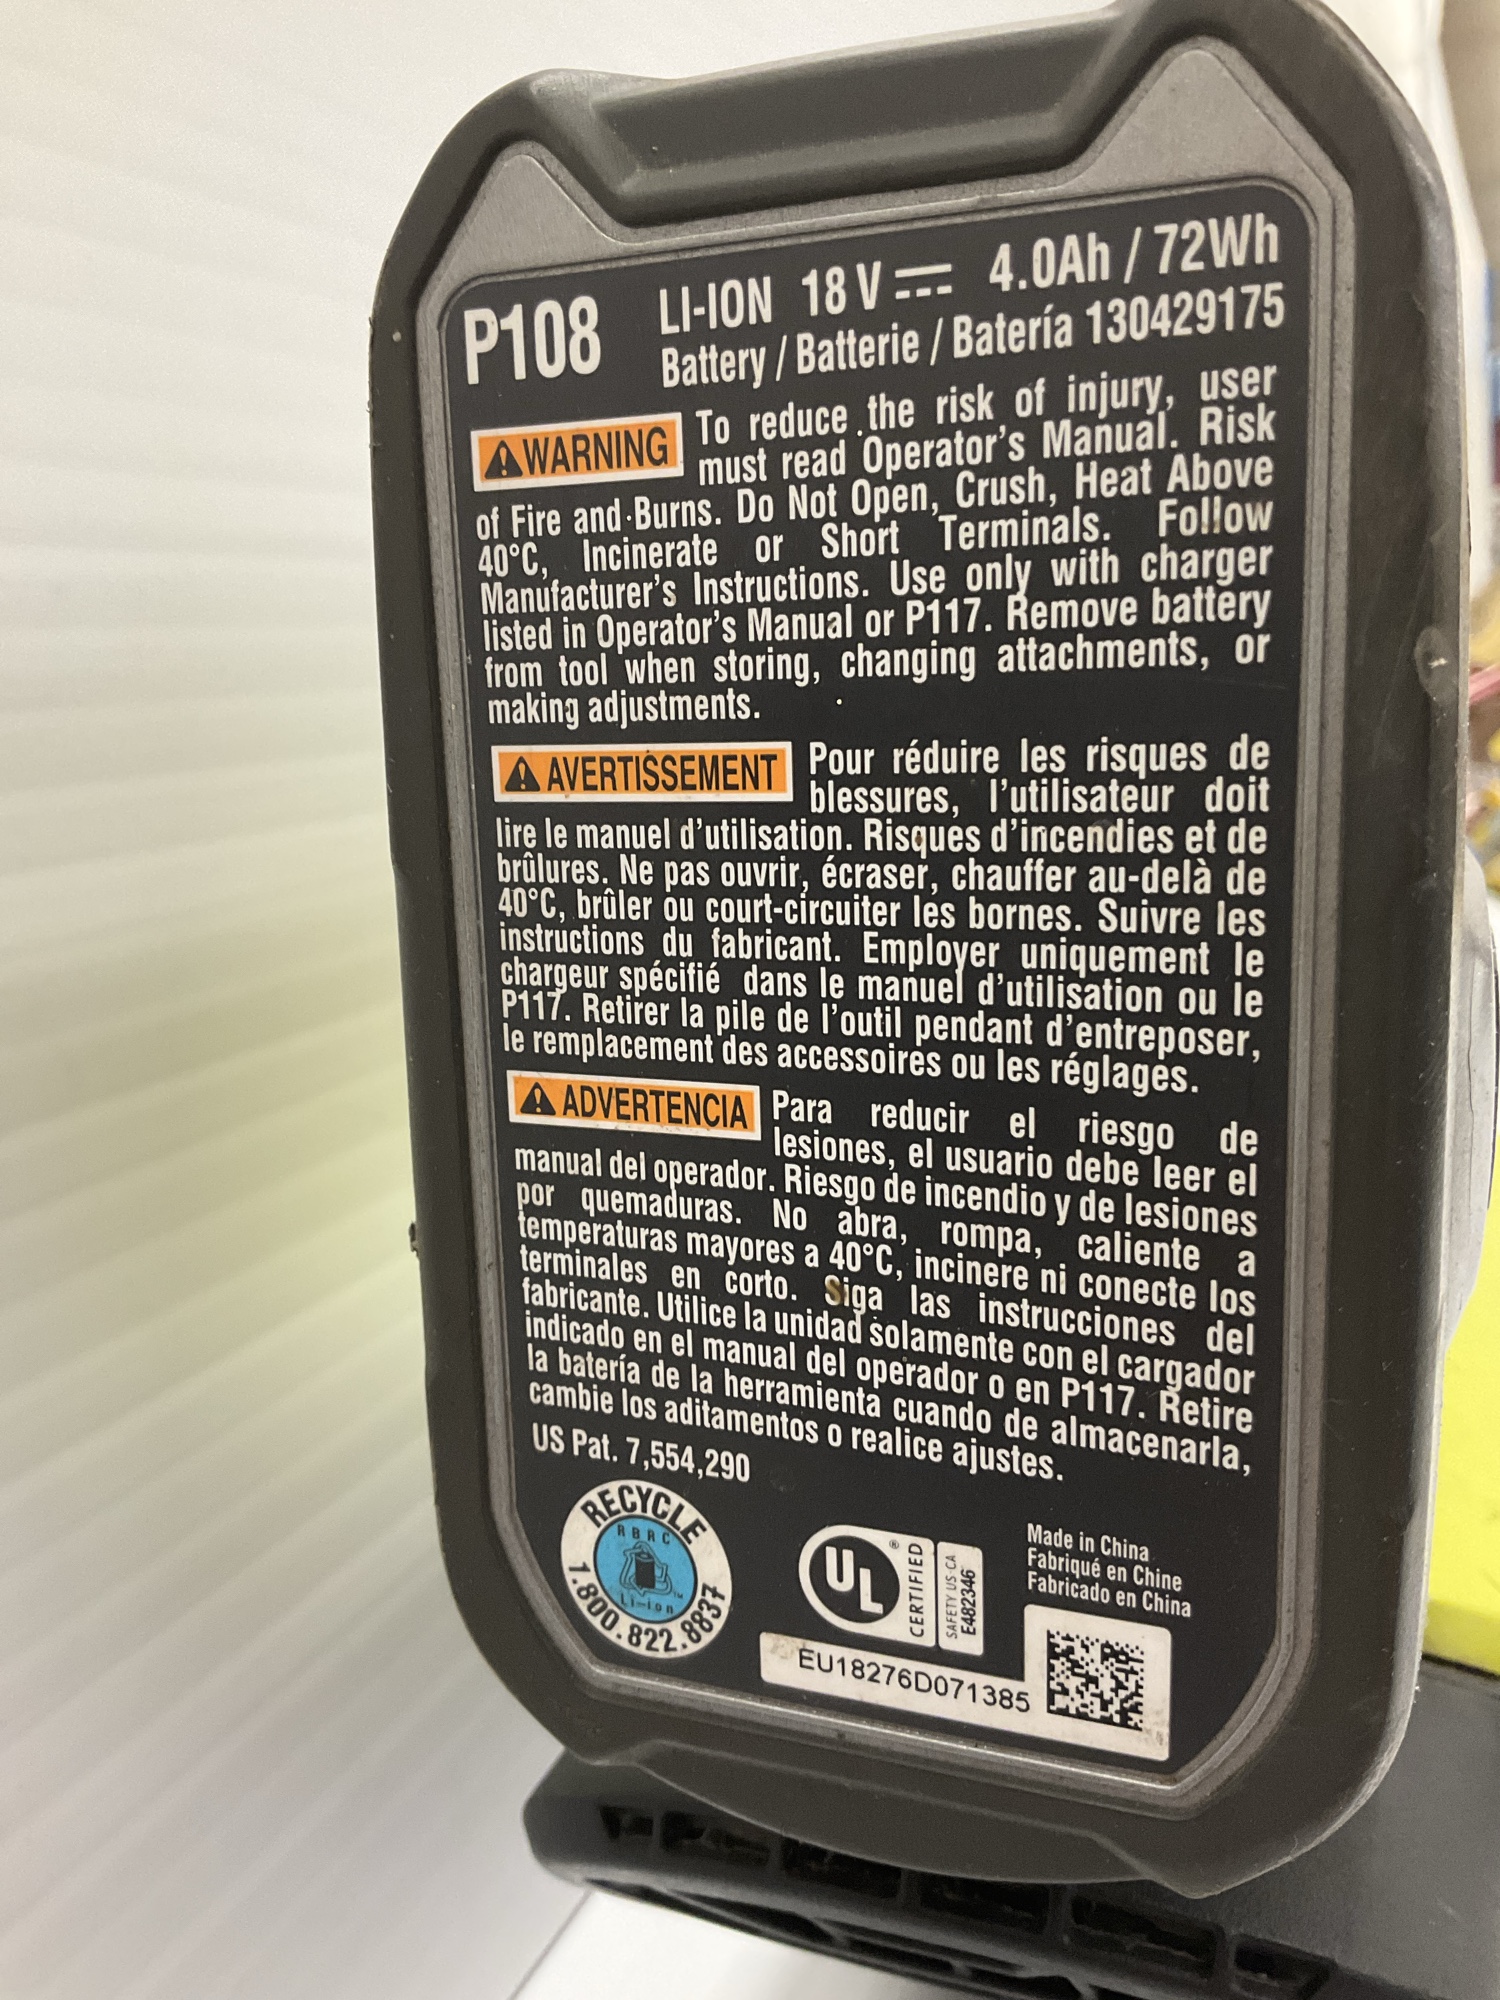 P108 LI-ION 18 V 4.0Ah / 72Wh
Battery / Batterie / Batería 130429175
WARNING To reduce the risk of injury, user
must read Operator's Manual. Risk
of Fire and Burns. Do Not Open, Crush, Heat Above
40°C, Incinerate or Short Terminals. Follow
Manufacturer's Instructions. Use only with charger
listed in Operator's Manual or P117. Remove battery
from tool when storing, changing attachments, or
making adjustments.
AVERTISSEMENT Pour réduire les risques de
blessures, l'utilisateur doit
lire le manuel d'utilisation. Risques d'incendies et de
brûlures. Ne pas ouvrir, écraser, chauffer au-delà de
40°C, brûler ou court-circuiter les bornes. Suivre les
instructions du fabricant. Employer uniquement le
chargeur spécifié dans le manuel d'utilisation ou le
P117. Retirer la pile de l'outil pendant d'entreposer,
le remplacement des accessoires ou les réglages.
ADVERTENCIA Para reducir el riesgo de
lesiones, el usuario debe leer el
manual del operador. Riesgo de incendio y de lesiones
por quemaduras. No abra, rompa, caliente a
temperaturas mayores a 40°C, incinere ni conecte los
terminales en corto. Siga las instrucciones del
fabricante. Utilice la unidad solamente con el cargador
indicado en el manual del operador o en P117. Retire
la batería de la herramienta cuando de almacenarla,
cambie los aditamentos o realice ajustes.
US Pat. 7,554,290
RECYCLE
RBRC
Li-ion
TM
1.800.822.8837
UL ®
CERTIFIED
SAFETY US CA
E482346
Made in China
Fabriqué en Chine
Fabricado en China
EU18276D071385